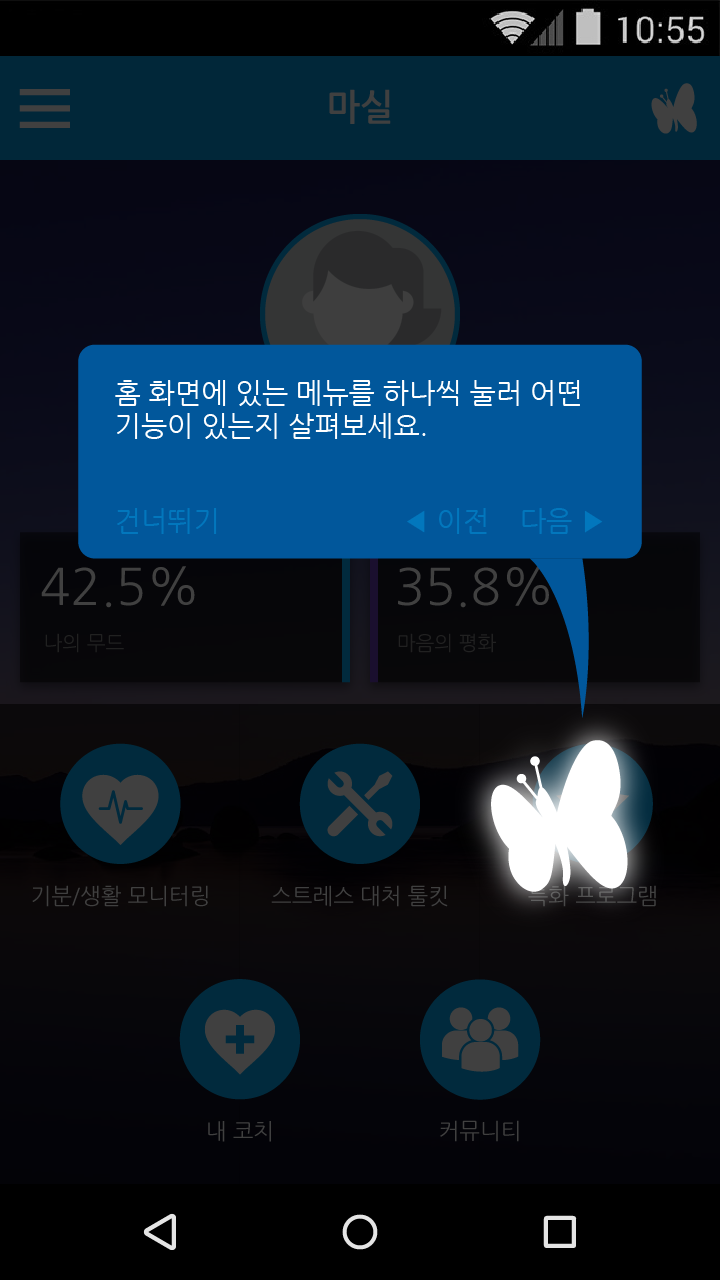 10:55
마실
홈 화면에 있는 메뉴를 하나씩 눌러 어떤
기능이 있는지 살펴보세요.
건너뛰기 ◀ 이전 다음 ▶
42.5% 35.8%
나의 무드 마음의 평화
기분/생활 모니터링 스트레스 대처 툴킷 특화 프로그램
내 코치 커뮤니티